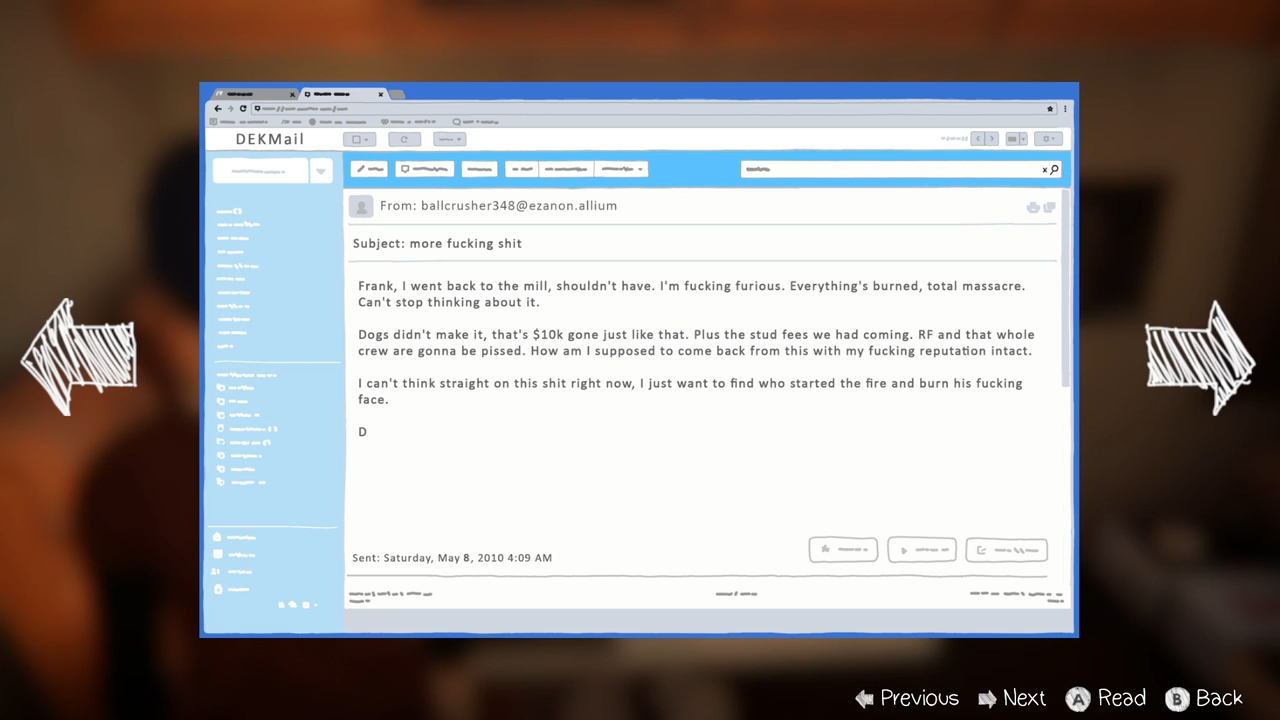 DEKMail
From: ballcrusher348@ezanon.allium
Subject: more fucking shit
Frank, I went back to the mill, shouldn't have. I'm fucking furious. Everything's burned, total massacre.
Can't stop thinking about it.
Dogs didn't make it, that's $10k gone just like that. Plus the stud fees we had coming. RF and that whole
crew are gonna be pissed. How am I supposed to come back from this with my fucking reputation intact.
I can't think straight on this shit right now, I just want to find who started the fire and burn his fucking
face.
D
Sent: Saturday, May 8, 2010 4:09 AM
Previous Next A Read B Back